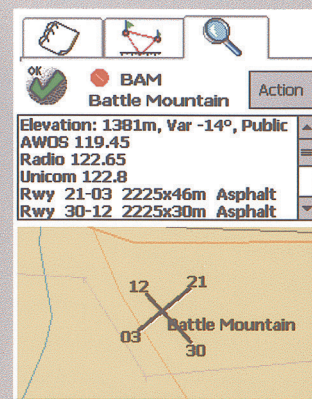 OK
BAM
Battle Mountain
Action
Elevation: 1381m, Var -14°, Public
AWOS 119.45
Radio 122.65
Unicom 122.8
Rwy 21-03 2225x46m Asphalt
Rwy 30-12 2225x30m Asphalt
12 21
Battle Mountain
03
30